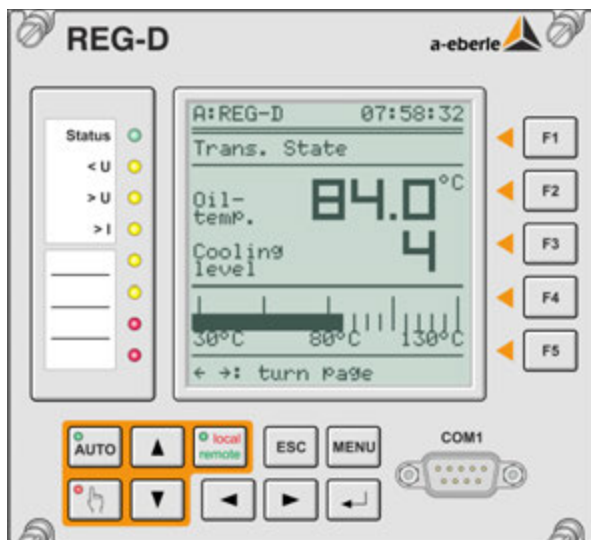 REG-D
a-eberle
A:REG-D 07:58:32
Trans. State
Oil-
temp.
84.0°C
Cooling
level
4
30°C 80°C 130°C
← →: turn page
Status
< U
> U
> I
F1
F2
F3
F4
F5
AUTO
local
remote
ESC
MENU
COM1